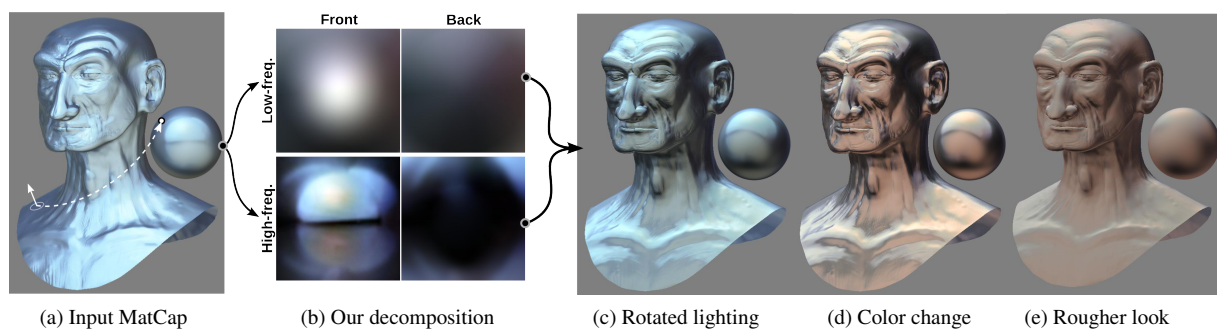 Front
Back
Low-freq.
High-freq.
(a) Input MatCap
(b) Our decomposition
(c) Rotated lighting
(d) Color change
(e) Rougher look